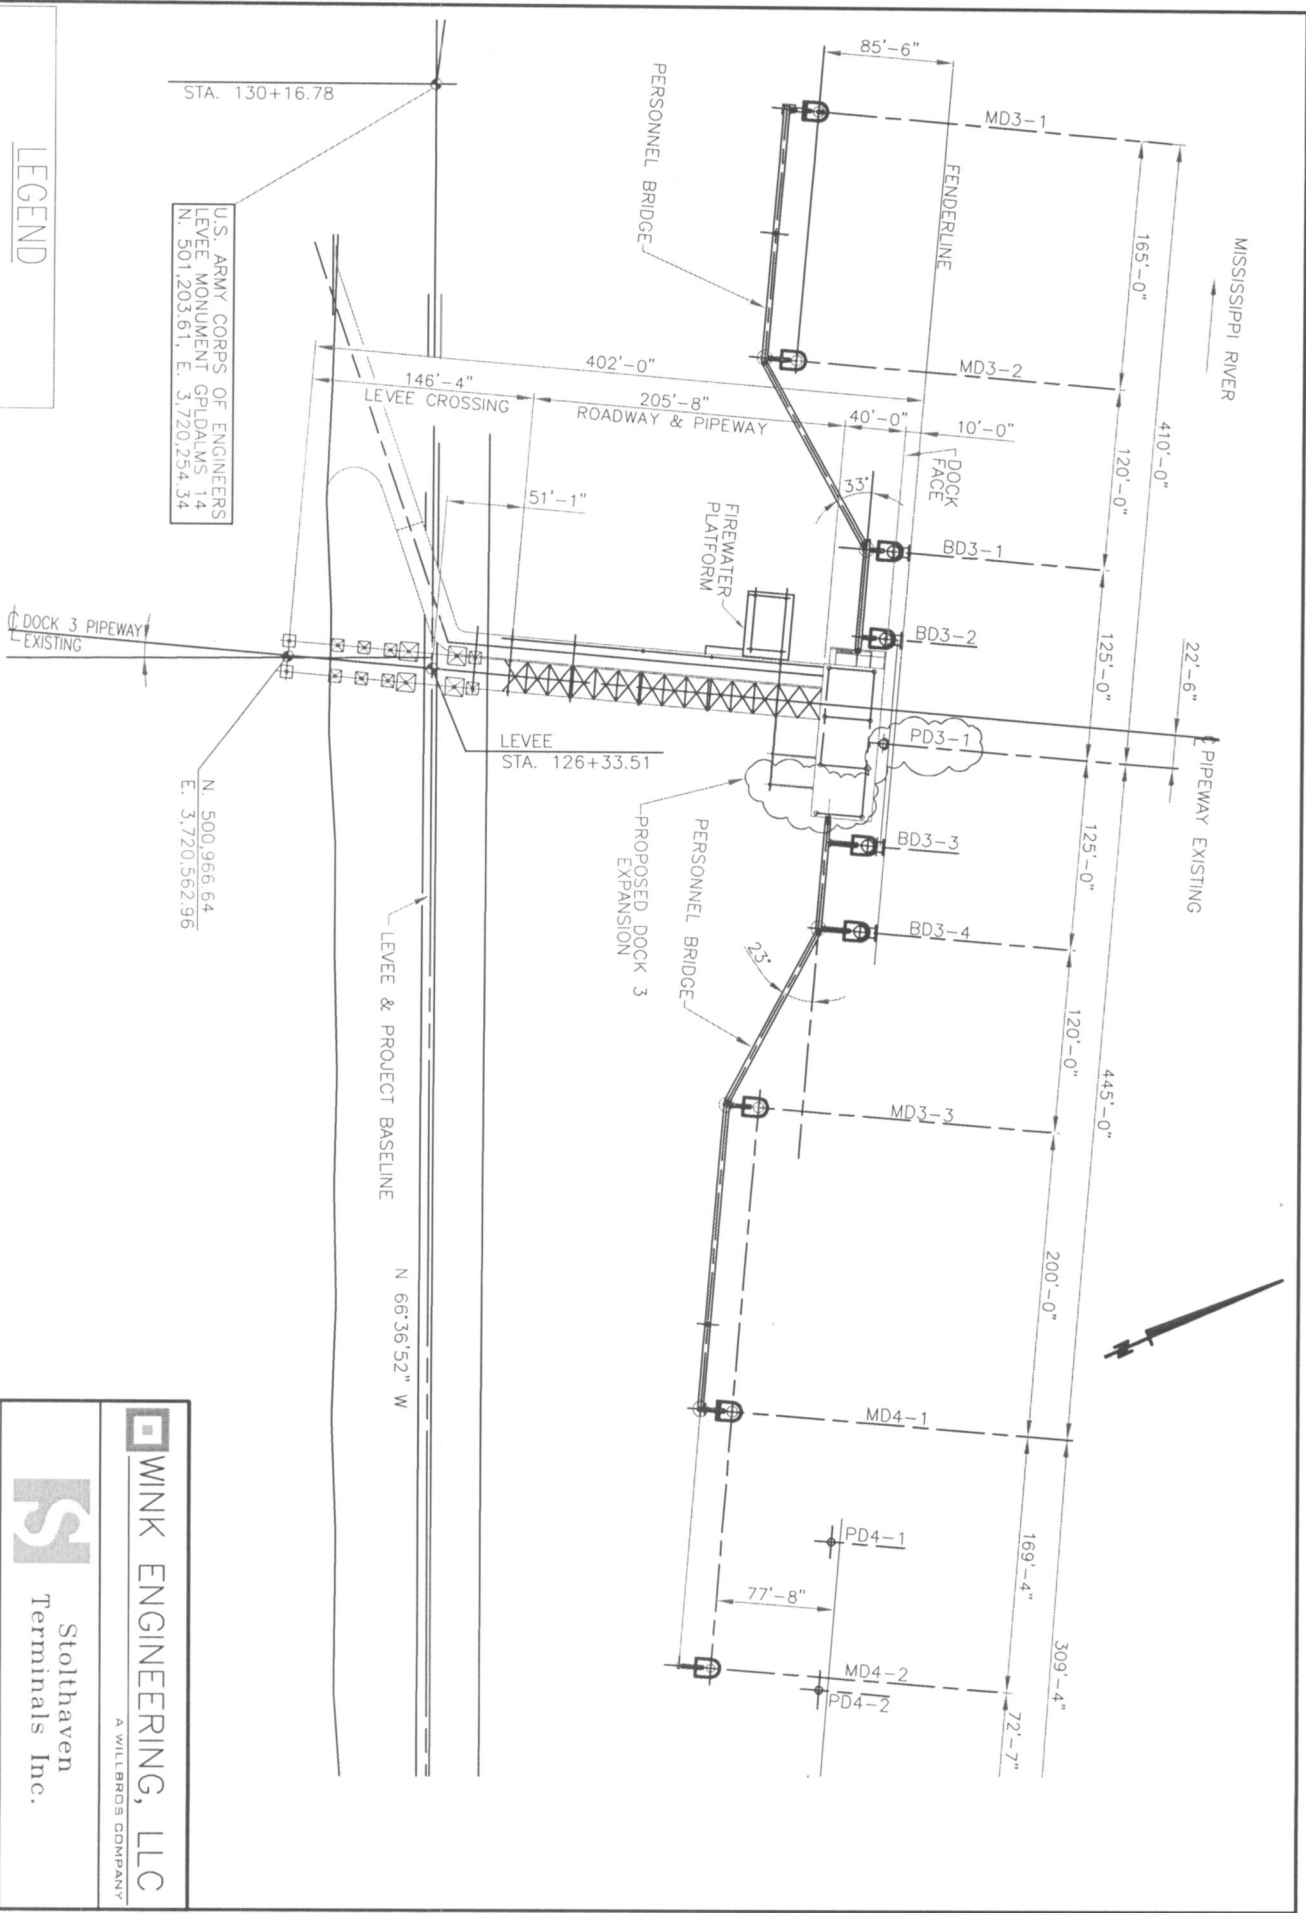 MISSISSIPPI RIVER
MD3-1
165'-0"
410'-0"
MD3-2
120'-0"
BD3-1
125'-0"
22'-6"
BD3-2
℄ PIPEWAY EXISTING
PD3-1
125'-0"
BD3-3
BD3-4
120'-0"
445'-0"
MD3-3
200'-0"
MD4-1
169'-4"
309'-4"
72'-7"
PD4-1
77'-8"
MD4-2
PD4-2
85'-6"
FENDERLINE
PERSONNEL BRIDGE
402'-0"
146'-4"
LEVEE CROSSING
205'-8"
ROADWAY & PIPEWAY
40'-0"
10'-0"
DOCK
FACE
33°
51'-1"
FIREWATER
PLATFORM
PERSONNEL BRIDGE
23°
PROPOSED DOCK 3
EXPANSION
STA. 130+16.78
U.S. ARMY CORPS OF ENGINEERS
LEVEE MONUMENT GPLDALMS 14
N. 501,203.61, E. 3,720,254.34
℄ DOCK 3 PIPEWAY
EXISTING
LEVEE
STA. 126+33.51
N. 500,966.64
E. 3,720,562.96
LEVEE & PROJECT BASELINE
N 66°36'52" W
N
LEGEND
WINK ENGINEERING, LLC
A WILLBROS COMPANY
S
Stolthaven
Terminals Inc.